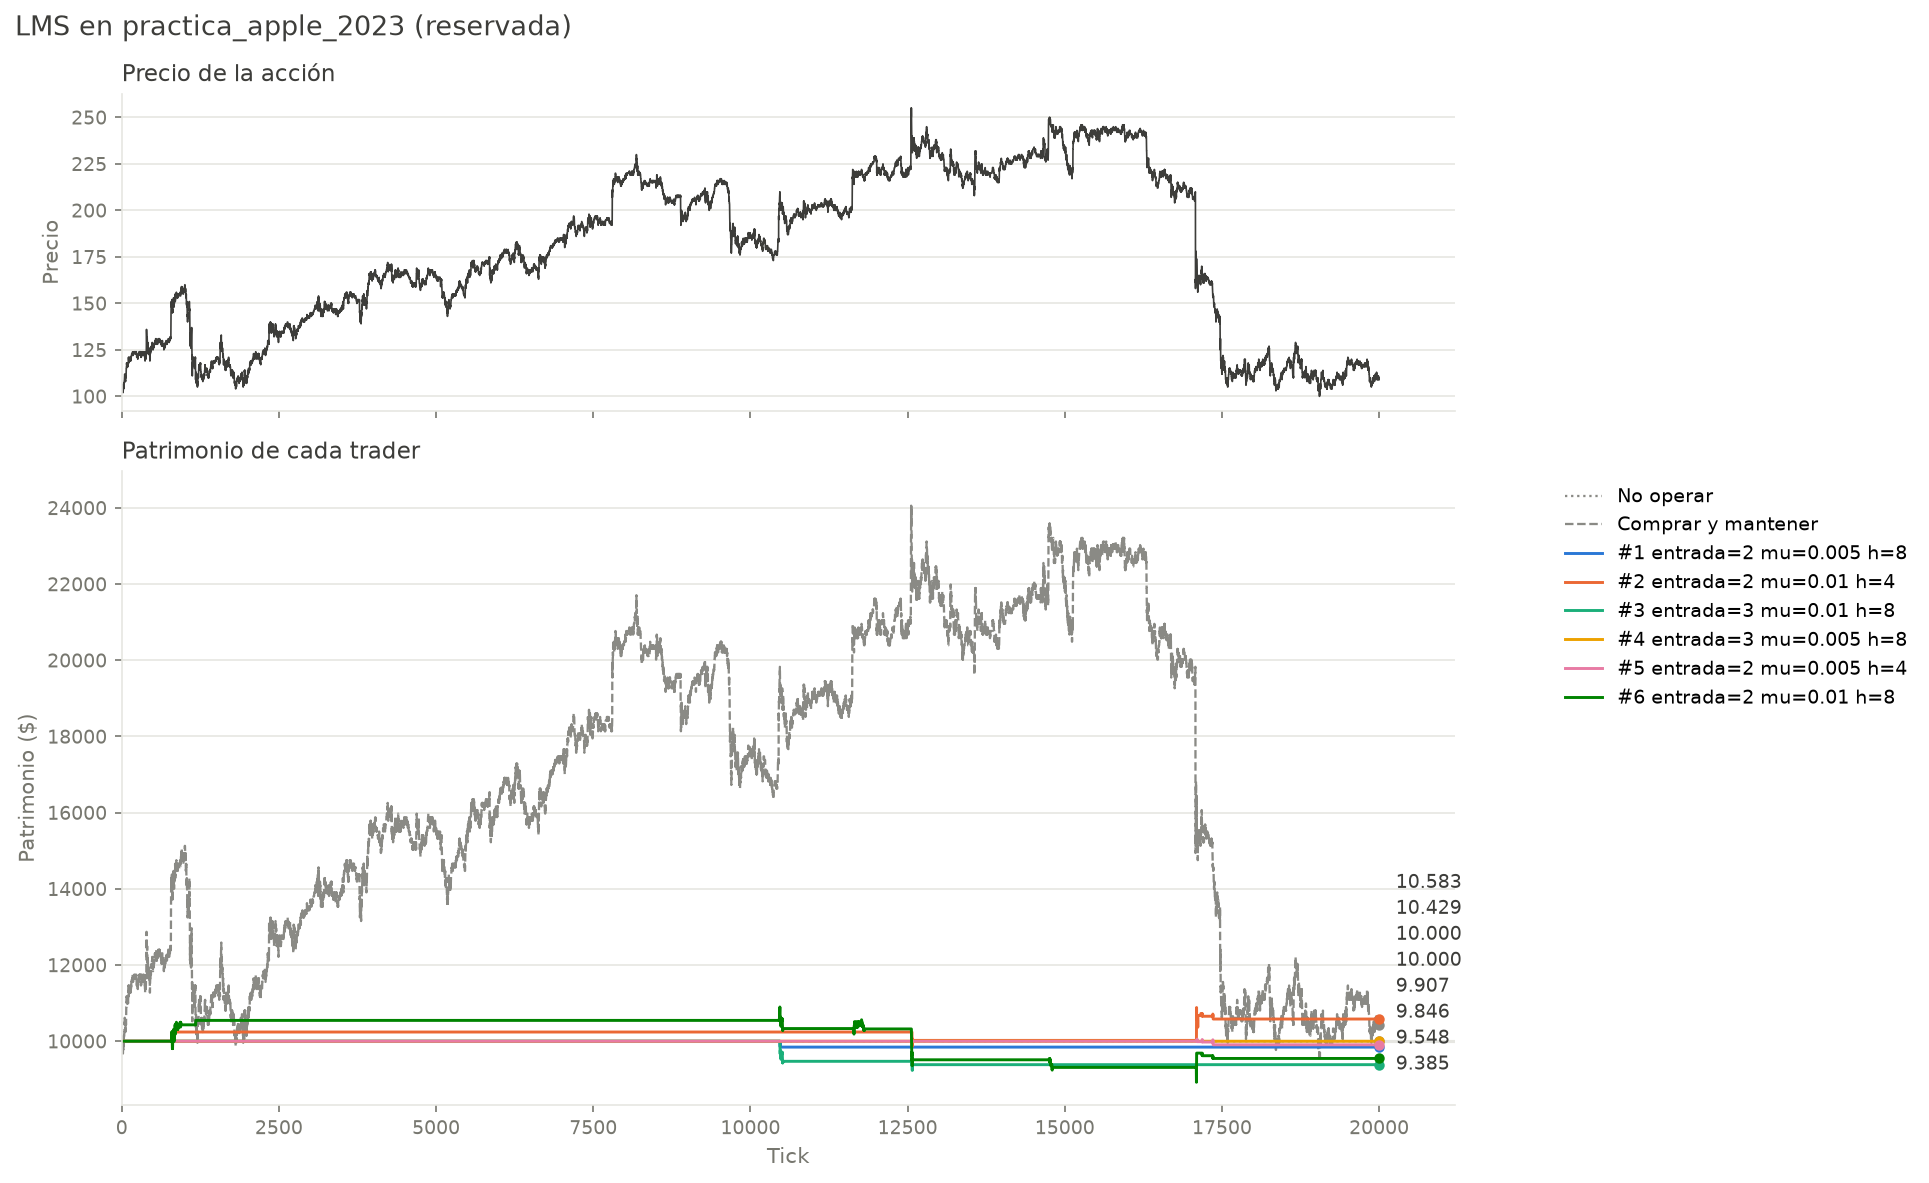 LMS en practica_apple_2023 (reservada)
Precio de la acción
Precio
250
225
200
175
150
125
100
Patrimonio de cada trader
Patrimonio ($)
24000
22000
20000
18000
16000
14000
12000
10000
10.583
10.429
10.000
10.000
9.907
9.846
9.548
9.385
0
2500
5000
7500
10000
12500
15000
17500
20000
Tick
No operar
Comprar y mantener
#1 entrada=2 mu=0.005 h=8
#2 entrada=2 mu=0.01 h=4
#3 entrada=3 mu=0.01 h=8
#4 entrada=3 mu=0.005 h=8
#5 entrada=2 mu=0.005 h=4
#6 entrada=2 mu=0.01 h=8